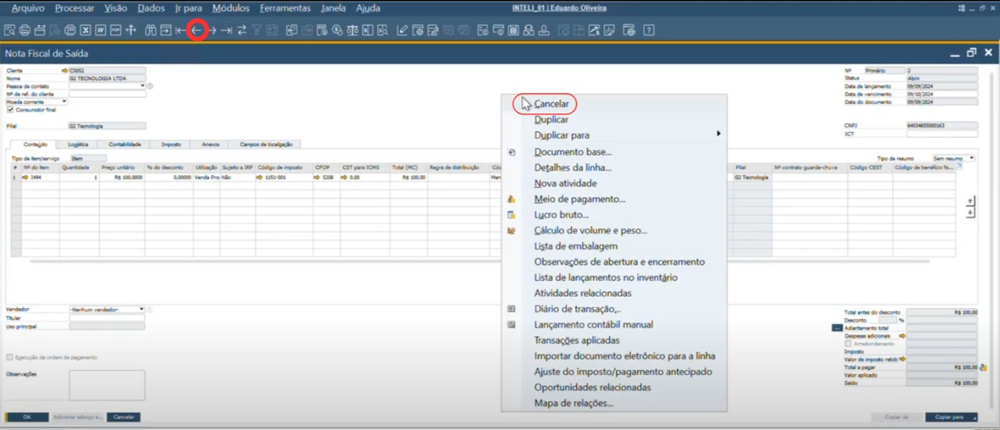 Arquivo Processar Visão Dados Ir para Módulos Ferramentas Janela Ajuda INTELI_01 | Eduardo Oliveira
Nota Fiscal de Saída
Cliente C0052
Nome G2 TECNOLOGIA LTDA
Pessoa de contato
Nº de ref. do cliente
Moeda corrente
Consumidor final
Filial G2 Tecnologia
Nº Primário 2
Status Abrir
Data de lançamento 09/09/2024
Data de vencimento 09/10/2024
Data do documento 09/09/2024
CNPJ 64034655000163
ICT
Conteúdo Logística Contabilidade Imposto Anexos Campos de localização
Tipo de item/serviço Item
Tipo de resumo Sem resumo
# Nº do item Quantidade Preço unitário % do desconto Utilização Sujeito a IRF Código de imposto CFOP CST para ICMS Total (MC) Regra de distribuição Cód Filial Nº contrato guarda-chuva Código CEST Código de benefício fis...
1 I494 1 R$ 100,0000 0,00000 Venda Pro Não 1151-001 5208 0.00 R$ 100,00 Man G2 Tecnologia
Cancelar
Duplicar
Duplicar para
Documento base...
Detalhes da linha...
Nova atividade
Meio de pagamento...
Lucro bruto...
Cálculo de volume e peso...
Lista de embalagem
Observações de abertura e encerramento
Lista de lançamentos no inventário
Atividades relacionadas
Diário de transação,..
Lançamento contábil manual
Transações aplicadas
Importar documento eletrônico para a linha
Ajuste do imposto/pagamento antecipado
Oportunidades relacionadas
Mapa de relações...
Vendedor -Nenhum vendedor-
Titular
Uso principal
Execução da ordem de pagamento
Observações
Total antes do desconto R$ 100,00
Desconto %
Adiantamento total
Despesas adicionais
Arredondamento
Imposto
Valor de imposto retido
Total a pagar R$ 100,00
Valor aplicado
Saldo R$ 100,00
OK Adicionar esboço e... Cancelar
Copiar de Copiar para